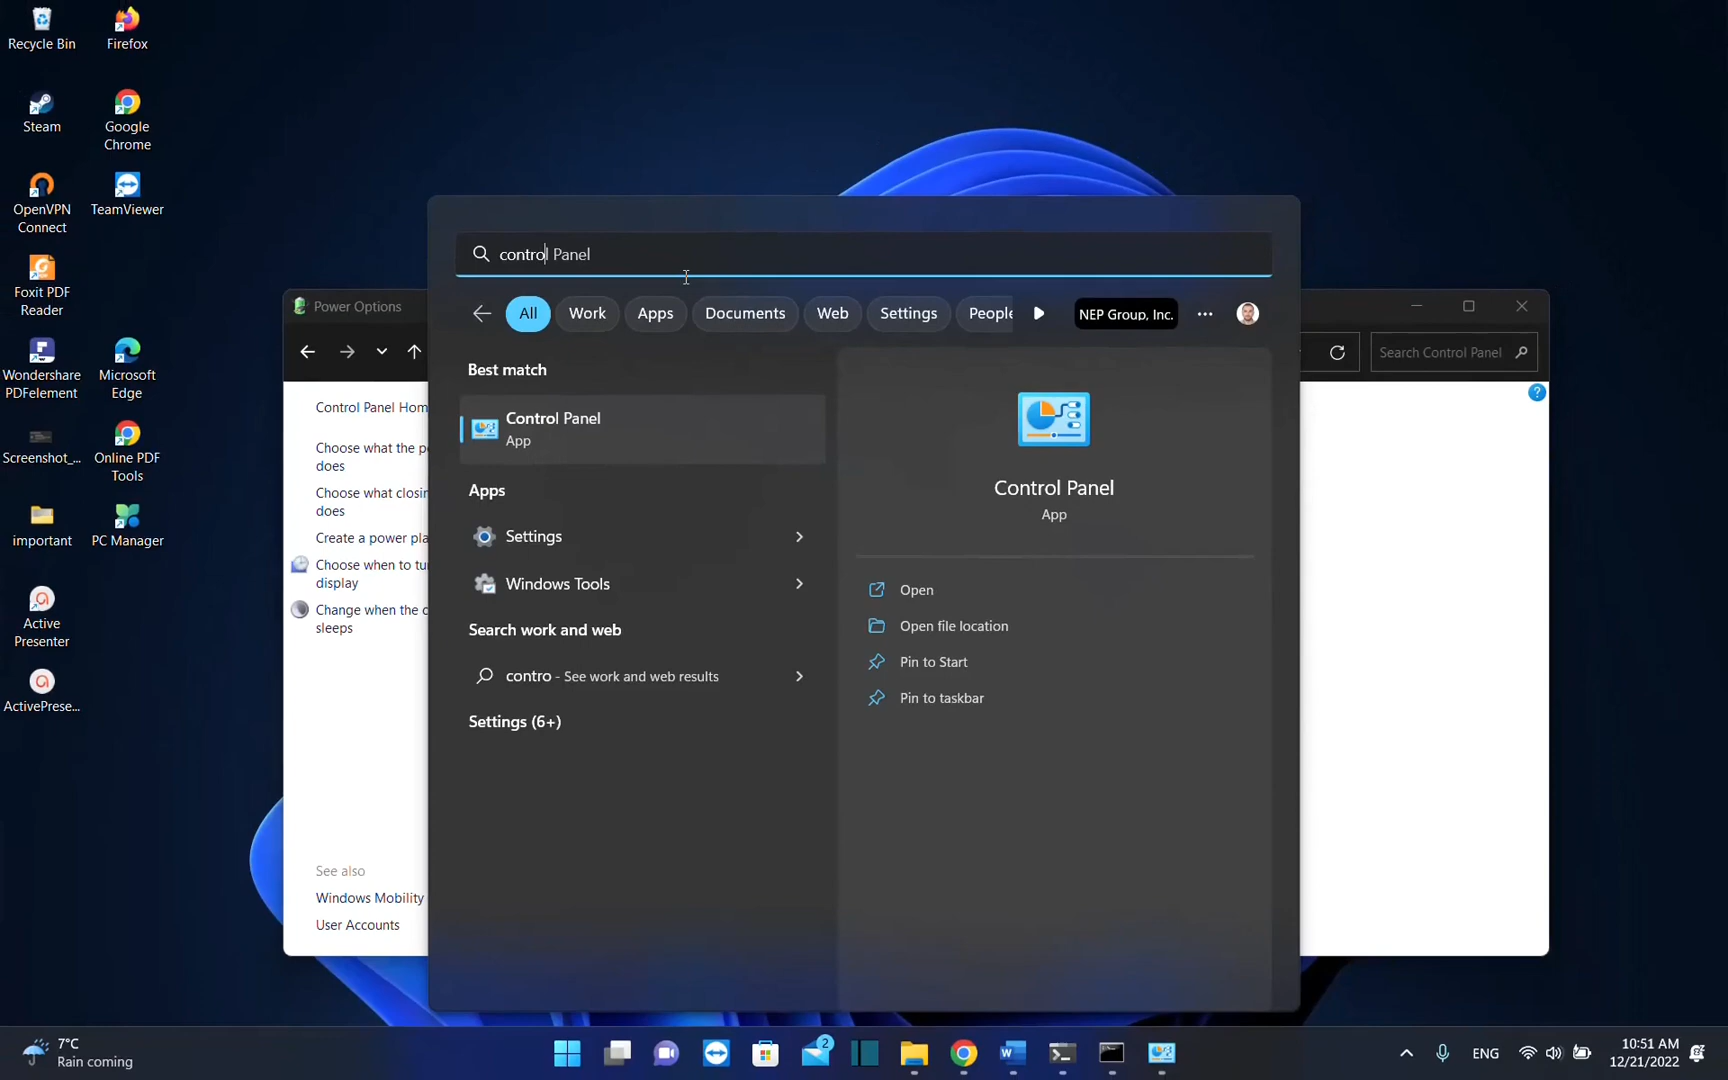 Recycle Bin
Firefox
Steam
Google
Chrome
OpenVPN
Connect
TeamViewer
Foxit PDF
Reader
Wondershare
PDFelement
Microsoft
Edge
Screenshot_...
Online PDF
Tools
important
PC Manager
Active
Presenter
ActivePrese...
Power Options
Search Control Panel
Control Panel Hom
Choose what the po
does
Choose what closin
does
Create a power pla
Choose when to tu
display
Change when the c
sleeps
See also
Windows Mobility
User Accounts
control Panel
All
Work
Apps
Documents
Web
Settings
People
NEP Group, Inc.
Best match
Control Panel
App
Apps
Settings
Windows Tools
Search work and web
contro - See work and web results
Settings (6+)
Control Panel
App
Open
Open file location
Pin to Start
Pin to taskbar
7°C
Rain coming
2
ENG
10:51 AM
12/21/2022